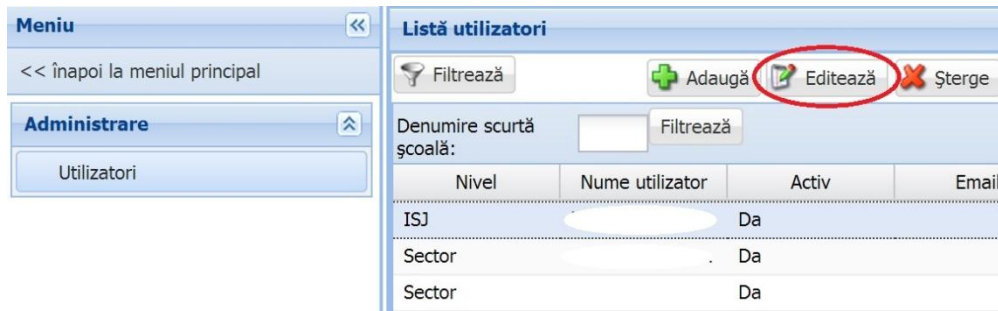 Meniu
<< înapoi la meniul principal
Administrare
Utilizatori
Listă utilizatori
Filtrează Adaugă Editează Șterge
Denumire scurtă
școală:
Filtrează
Nivel Nume utilizator Activ Email
ISJ Da
Sector . Da
Sector Da